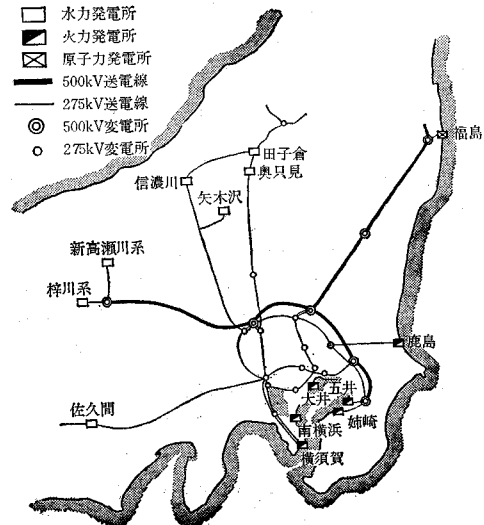 水力発電所
火力発電所
原子力発電所
500kV送電線
275kV送電線
500kV変電所
275kV変電所
福島
田子倉
奥只見
信濃川
矢木沢
新高瀬川系
梓川系
鹿島
五井
大井
姉崎
佐久間
南横浜
横須賀